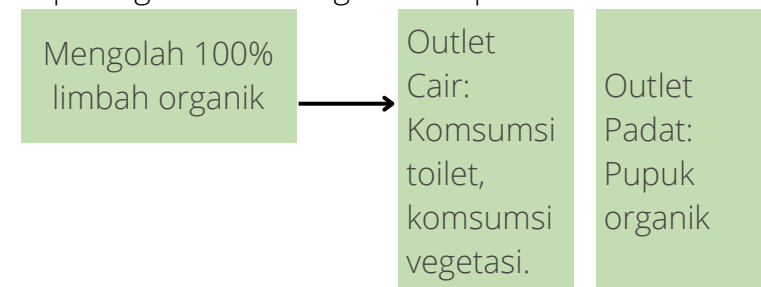 Mengolah 100%
limbah organik
Outlet
Cair:
Komsumsi
toilet,
komsumsi
vegetasi.
Outlet
Padat:
Pupuk
organik